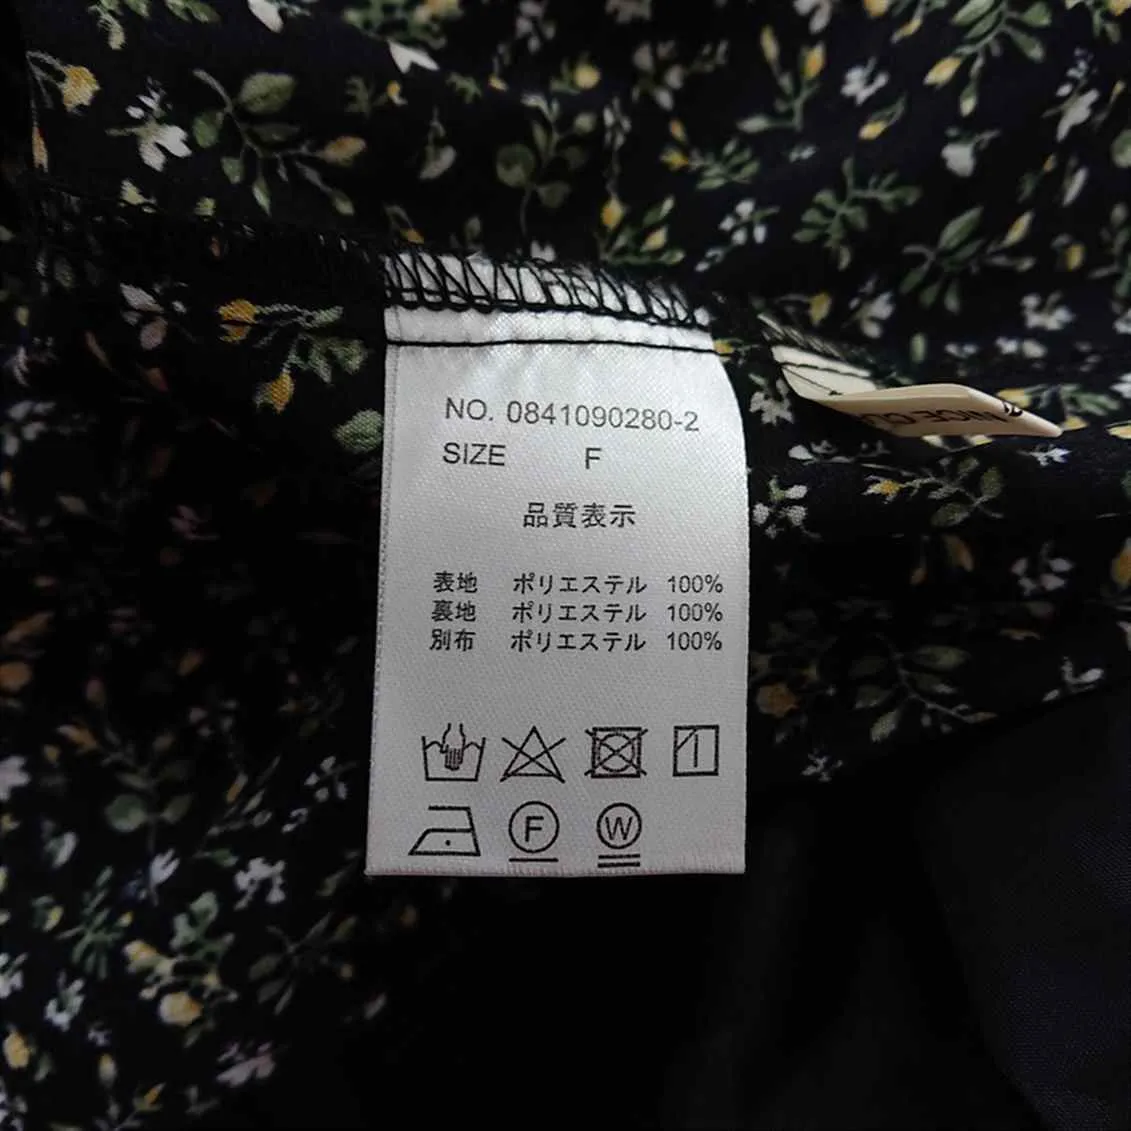 NO. 0841090280-2
SIZE F
品質表示
表地 ポリエステル 100%
裏地 ポリエステル 100%
別布 ポリエステル 100%
F
W
NICE